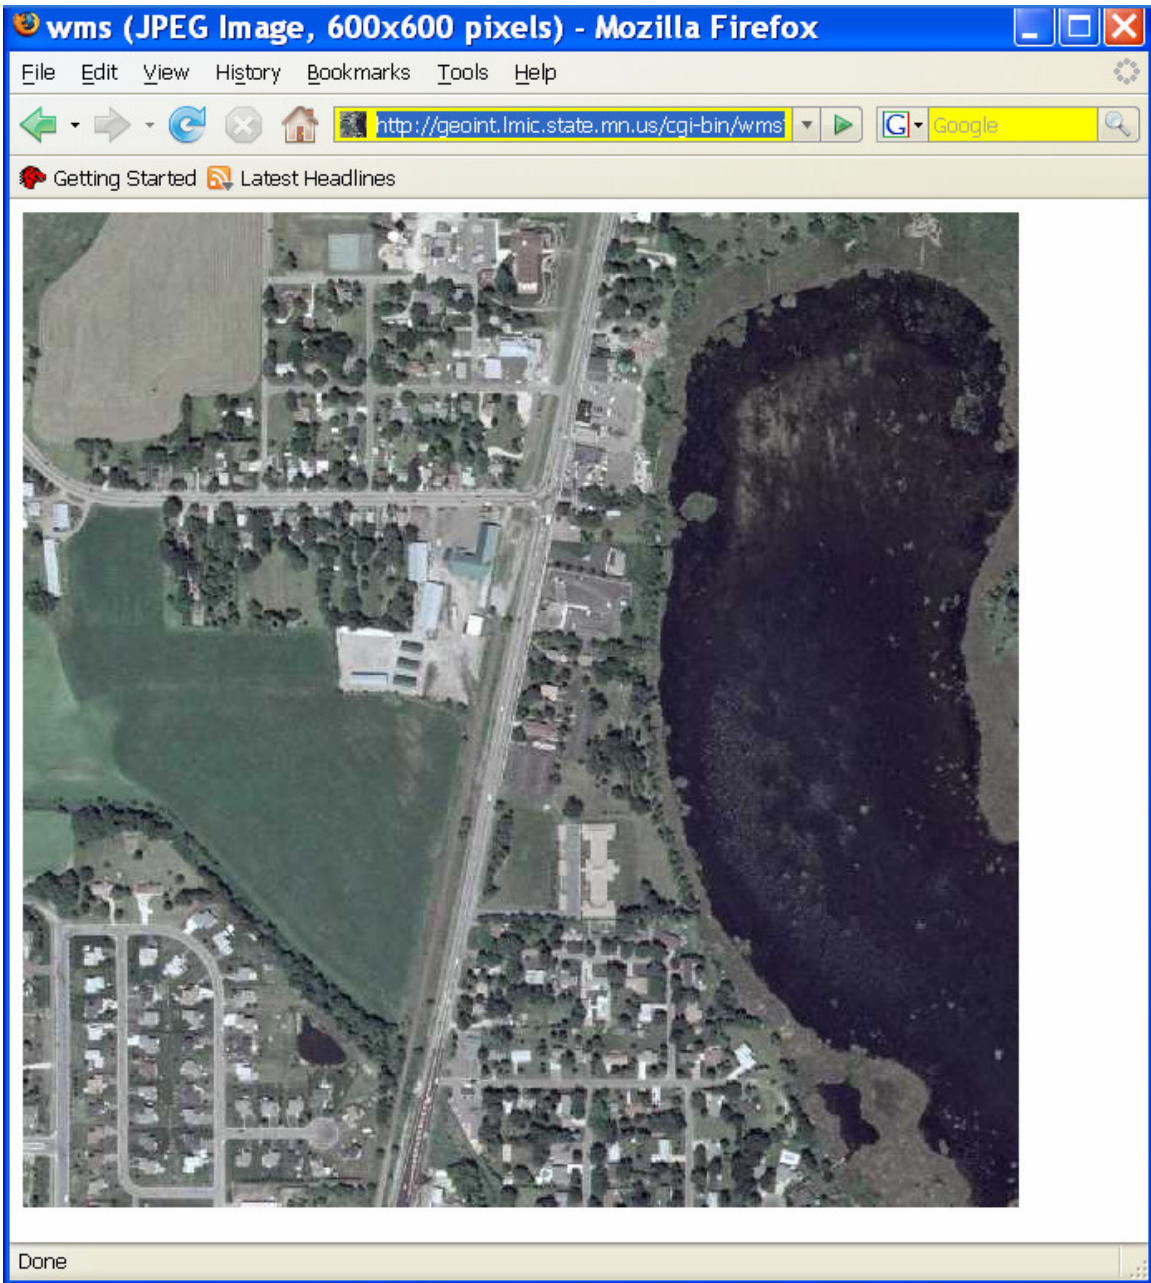 wms (JPEG Image, 600x600 pixels) - Mozilla Firefox
File Edit View History Bookmarks Tools Help
http://geoint.lmic.state.mn.us/cgi-bin/wms? G Google
Getting Started Latest Headlines
Done